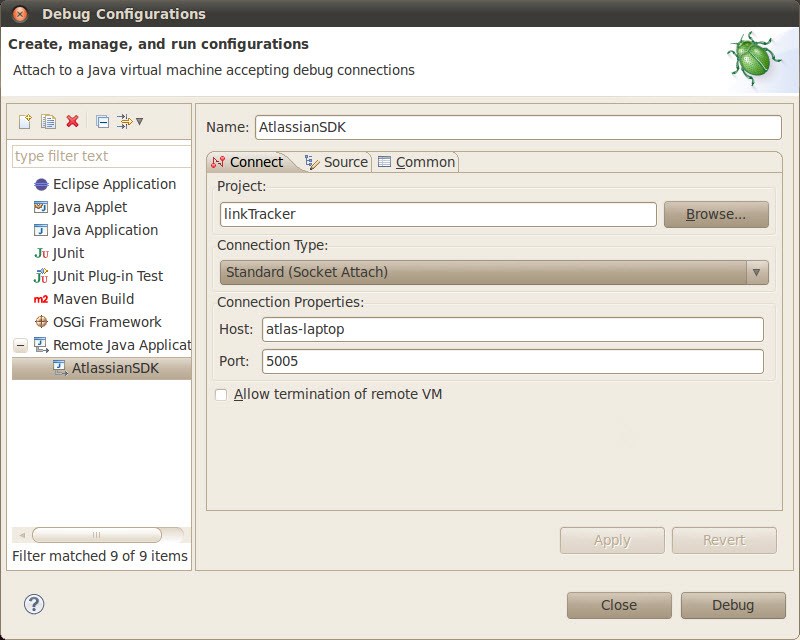 Debug Configurations
Create, manage, and run configurations
Attach to a Java virtual machine accepting debug connections
type filter text
Eclipse Application
Java Applet
Java Application
Ju JUnit
JUnit Plug-in Test
m2 Maven Build
OSGi Framework
Remote Java Applicat
AtlassianSDK
Filter matched 9 of 9 items
Name: AtlassianSDK
Connect Source Common
Project:
linkTracker Browse...
Connection Type:
Standard (Socket Attach)
Connection Properties:
Host: atlas-laptop
Port: 5005
Allow termination of remote VM
Apply Revert
? Close Debug